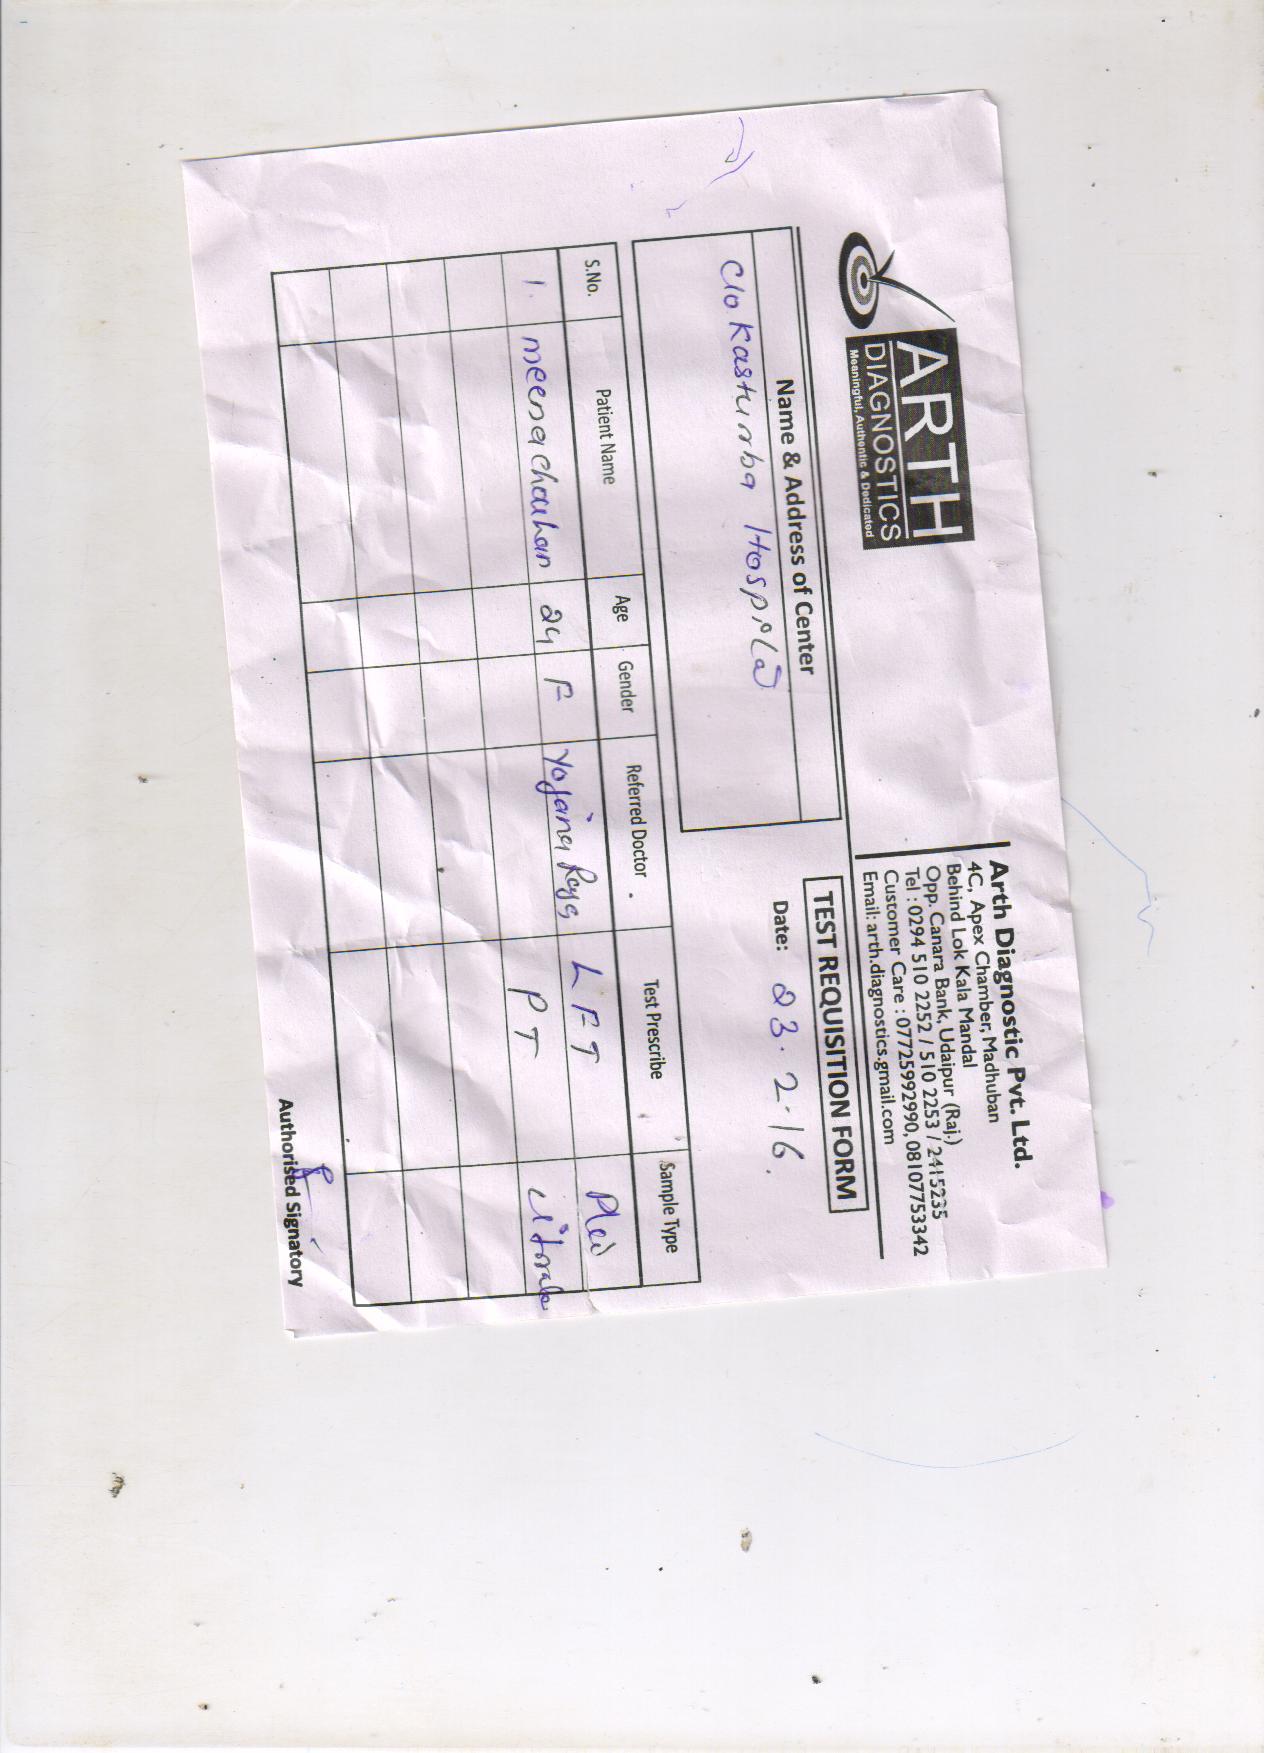 ARTH
DIAGNOSTICS
Meaningful, Authentic & Dedicated
Arth Diagnostic Pvt. Ltd.
4C, Apex Chamber, Madhuban
Behind Lok Kala Mandal
Opp. Canara Bank, Udaipur (Raj.)
Tel : 0294 510 2252 / 510 2253 / 2415235
Customer Care : 07725992990, 08107753342
Email: arth.diagnostics.gmail.com
Name & Address of Center
C/o. Kasturba
TEST REQUISITION FORM
Date: 23.2.16.
S.No. Patient Name Age Gender Referred Doctor Test Prescribe Sample Type
1. meena chouhan 24 F Yojana LFT
PT
Authorised Signatory